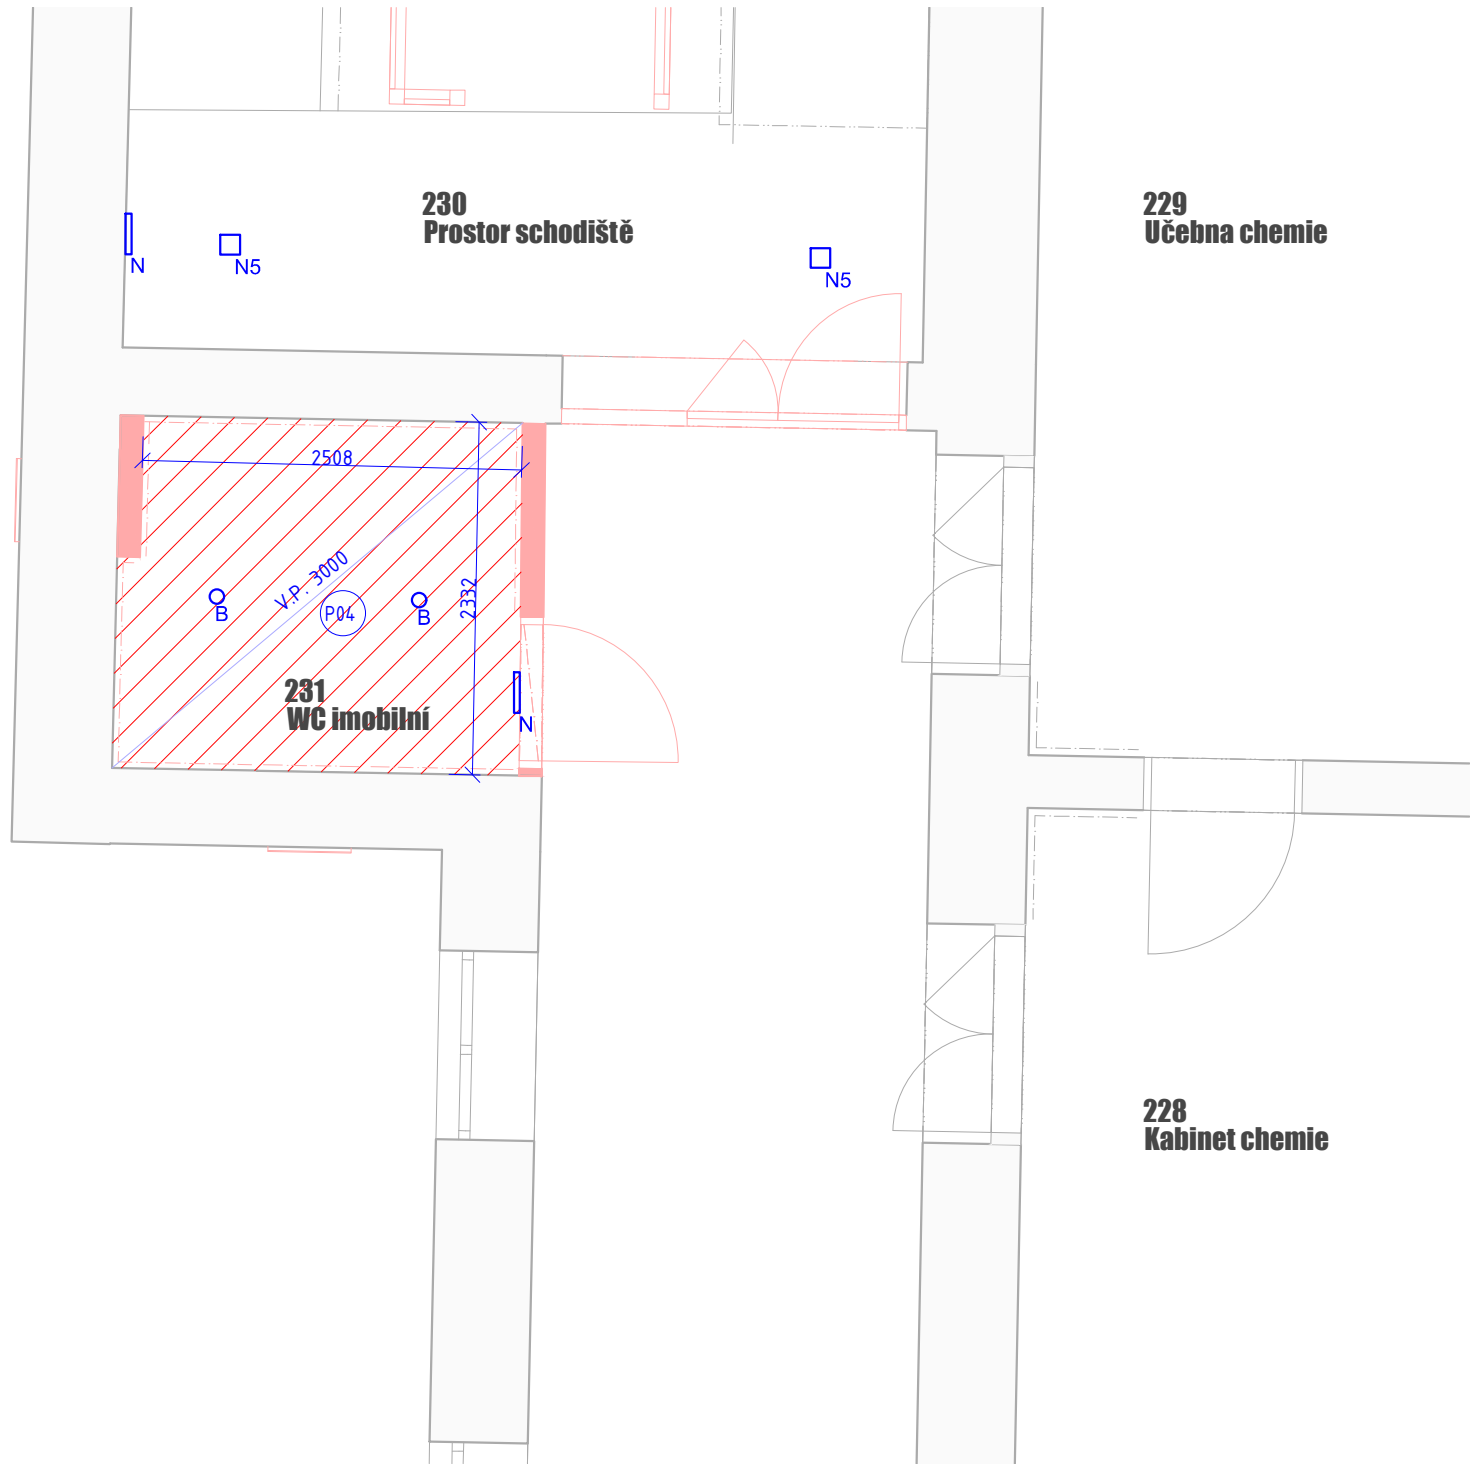 230
Prostor schodiště
229
Učebna chemie
N
N5
N5
2508
V.P. 3000
2332
B
P04
B
231
WC imobilní
N
228
Kabinet chemie